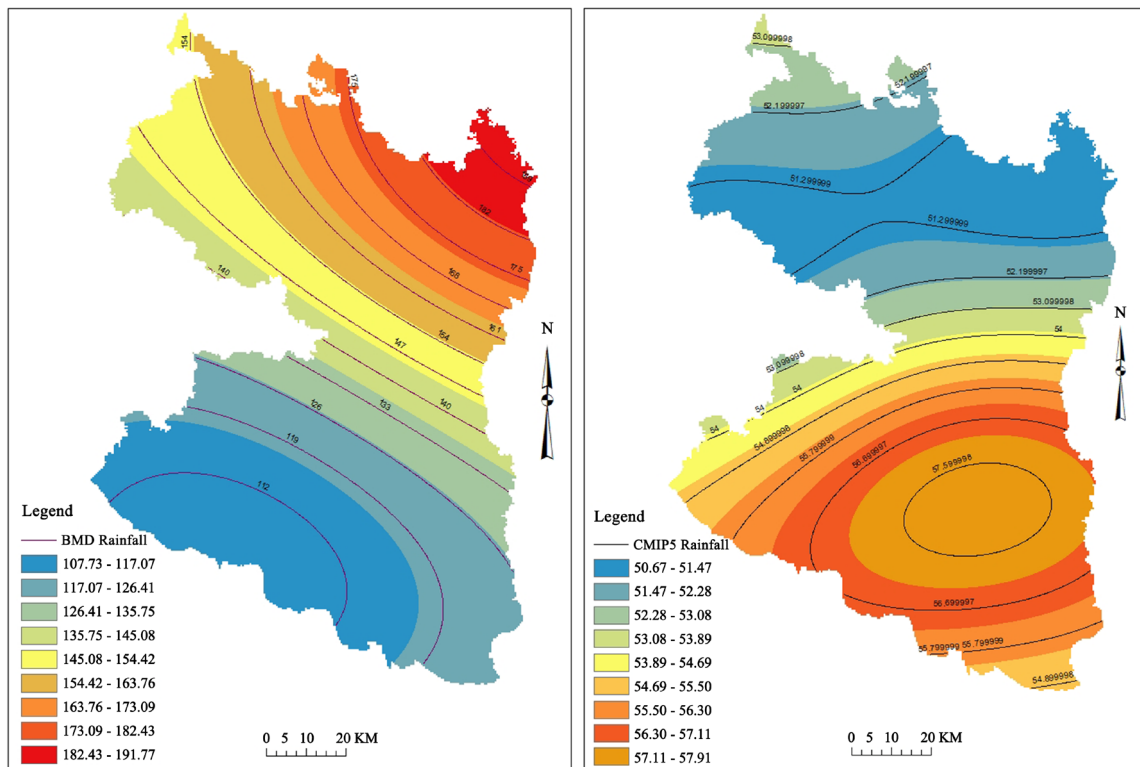 154
175
189
182
175
168
161
154
147
140
140
133
126
119
112
N
Legend
BMD Rainfall
107.73 - 117.07
117.07 - 126.41
126.41 - 135.75
135.75 - 145.08
145.08 - 154.42
154.42 - 163.76
163.76 - 173.09
173.09 - 182.43
182.43 - 191.77
0 5 10 20 KM
53.099998
52.199997
52.199997
51.299999
51.299999
52.199997
53.099998
54
53.099998
54
54
54
54.899998
55.799999
56.699997
57.599998
56.699997
55.799999
55.799999
54.899998
N
Legend
CMIP5 Rainfall
50.67 - 51.47
51.47 - 52.28
52.28 - 53.08
53.08 - 53.89
53.89 - 54.69
54.69 - 55.50
55.50 - 56.30
56.30 - 57.11
57.11 - 57.91
0 5 10 20 KM